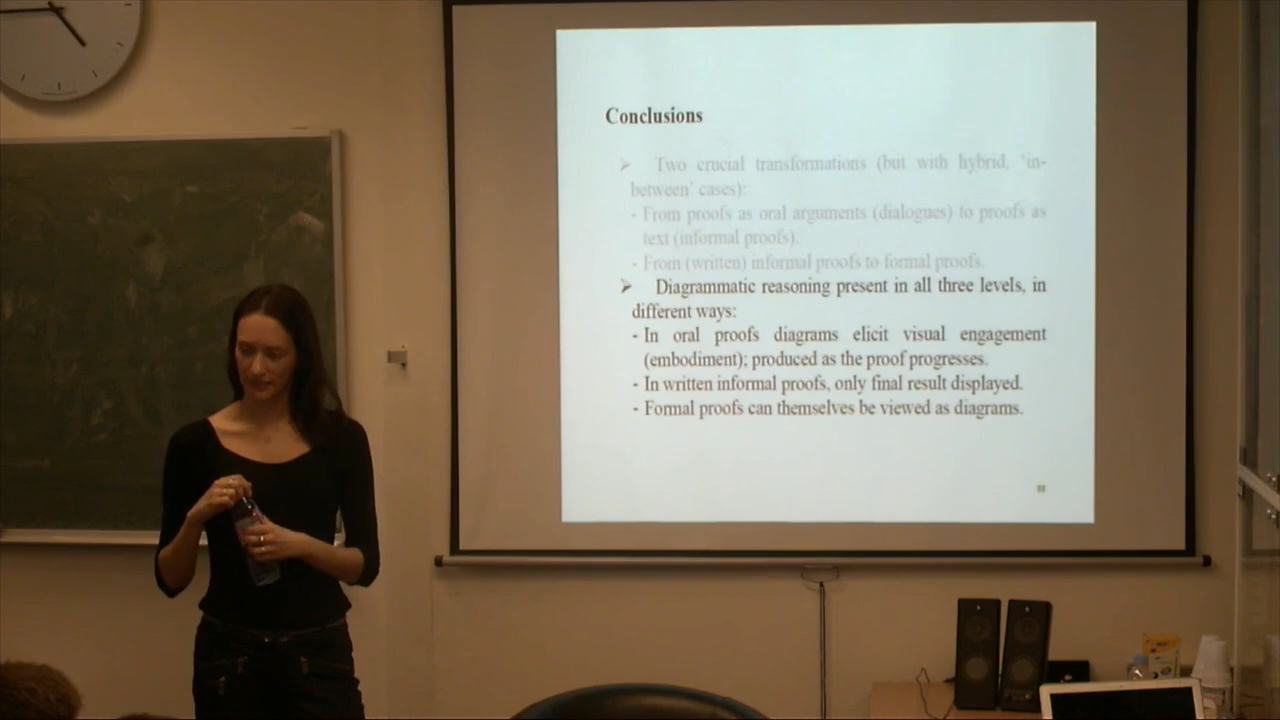 Conclusions
➢ Two crucial transformations (but with hybrid, 'in-
between' cases):
- From proofs as oral arguments (dialogues) to proofs as
text (informal proofs).
- From (written) informal proofs to formal proofs.
➢ Diagrammatic reasoning present in all three levels, in
different ways:
- In oral proofs diagrams elicit visual engagement
(embodiment); produced as the proof progresses.
- In written informal proofs, only final result displayed.
- Formal proofs can themselves be viewed as diagrams.